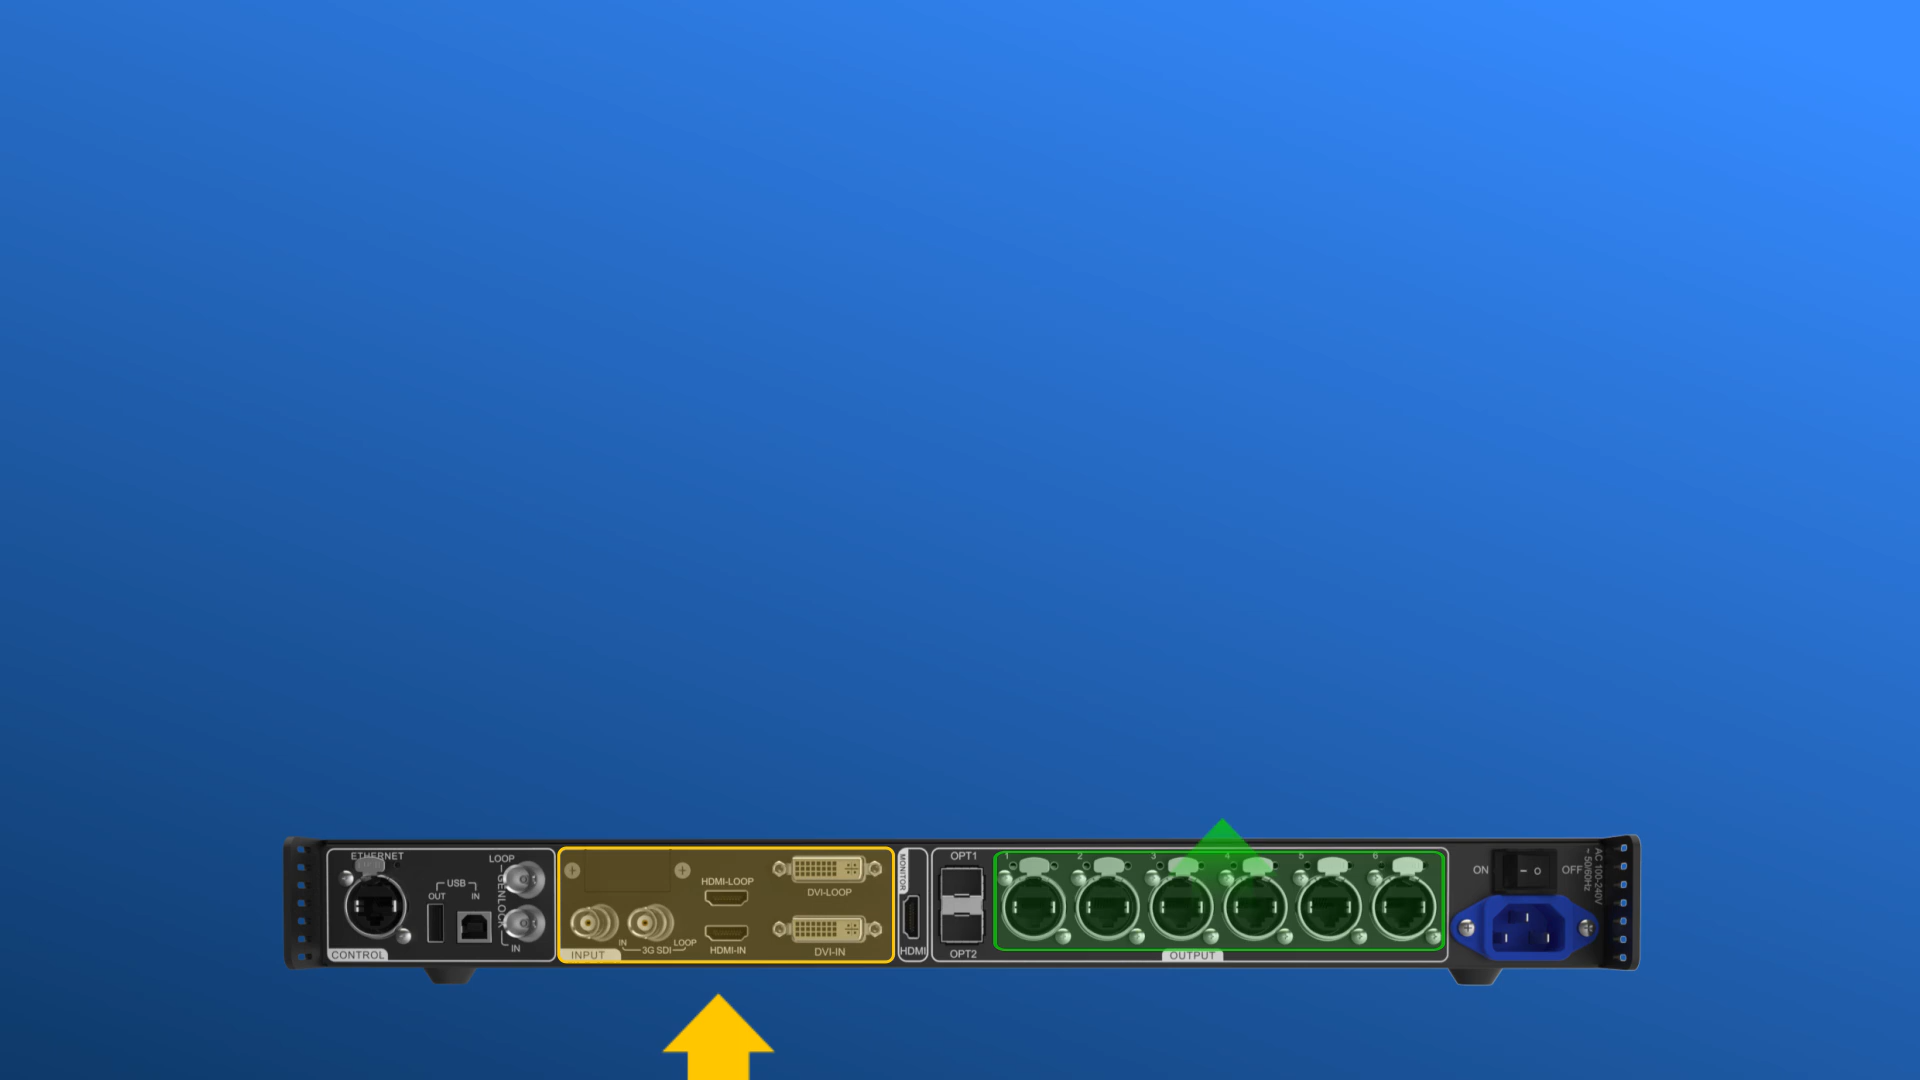 ETHERNET
USB
OUT IN
LOOP
GENLOCK
IN
CONTROL
HDMI-LOOP
DVI-LOOP
IN
3G SDI
LOOP
HDMI-IN
DVI-IN
INPUT
MONITOR
HDMI
OPT1
OPT2
1 2 3 4 5 6
OUTPUT
ON
OFF
AC 100-240V
~ 50/60Hz